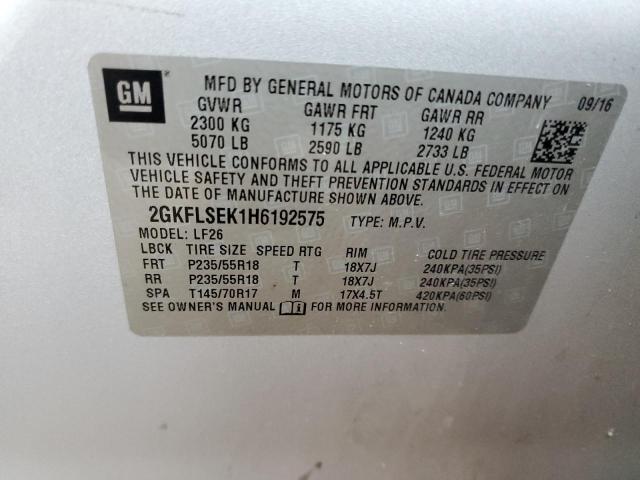 GM
MFD BY GENERAL MOTORS OF CANADA COMPANY 09/16
GVWR GAWR FRT GAWR RR
2300 KG 1175 KG 1240 KG
5070 LB 2590 LB 2733 LB
THIS VEHICLE CONFORMS TO ALL APPLICABLE U.S. FEDERAL MOTOR
VEHICLE SAFETY AND THEFT PREVENTION STANDARDS IN EFFECT ON
THE DATE OF MANUFACTURE SHOWN ABOVE.
2GKFLSEK1H6192575 TYPE: M.P.V.
MODEL: LF26
LBCK TIRE SIZE SPEED RTG RIM COLD TIRE PRESSURE
FRT P235/55R18 T 18X7J 240KPA(35PSI)
RR P235/55R18 T 18X7J 240KPA(35PSI)
SPA T145/70R17 M 17X4.5T 420KPA(60PSI)
SEE OWNER'S MANUAL FOR MORE INFORMATION.